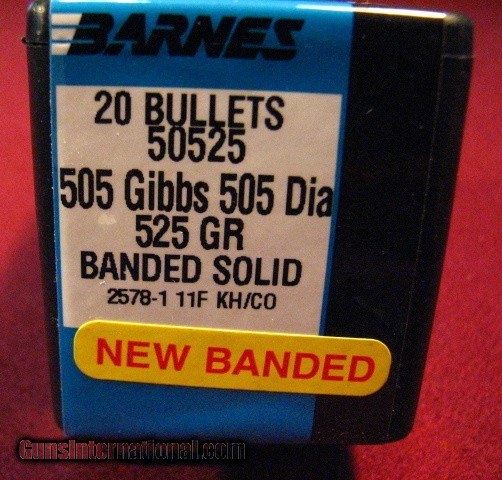 BARNES
20 BULLETS
50525
505 Gibbs 505 Dia
525 GR
BANDED SOLID
2578-1 11F KH/CO
NEW BANDED
GunsInternational.com